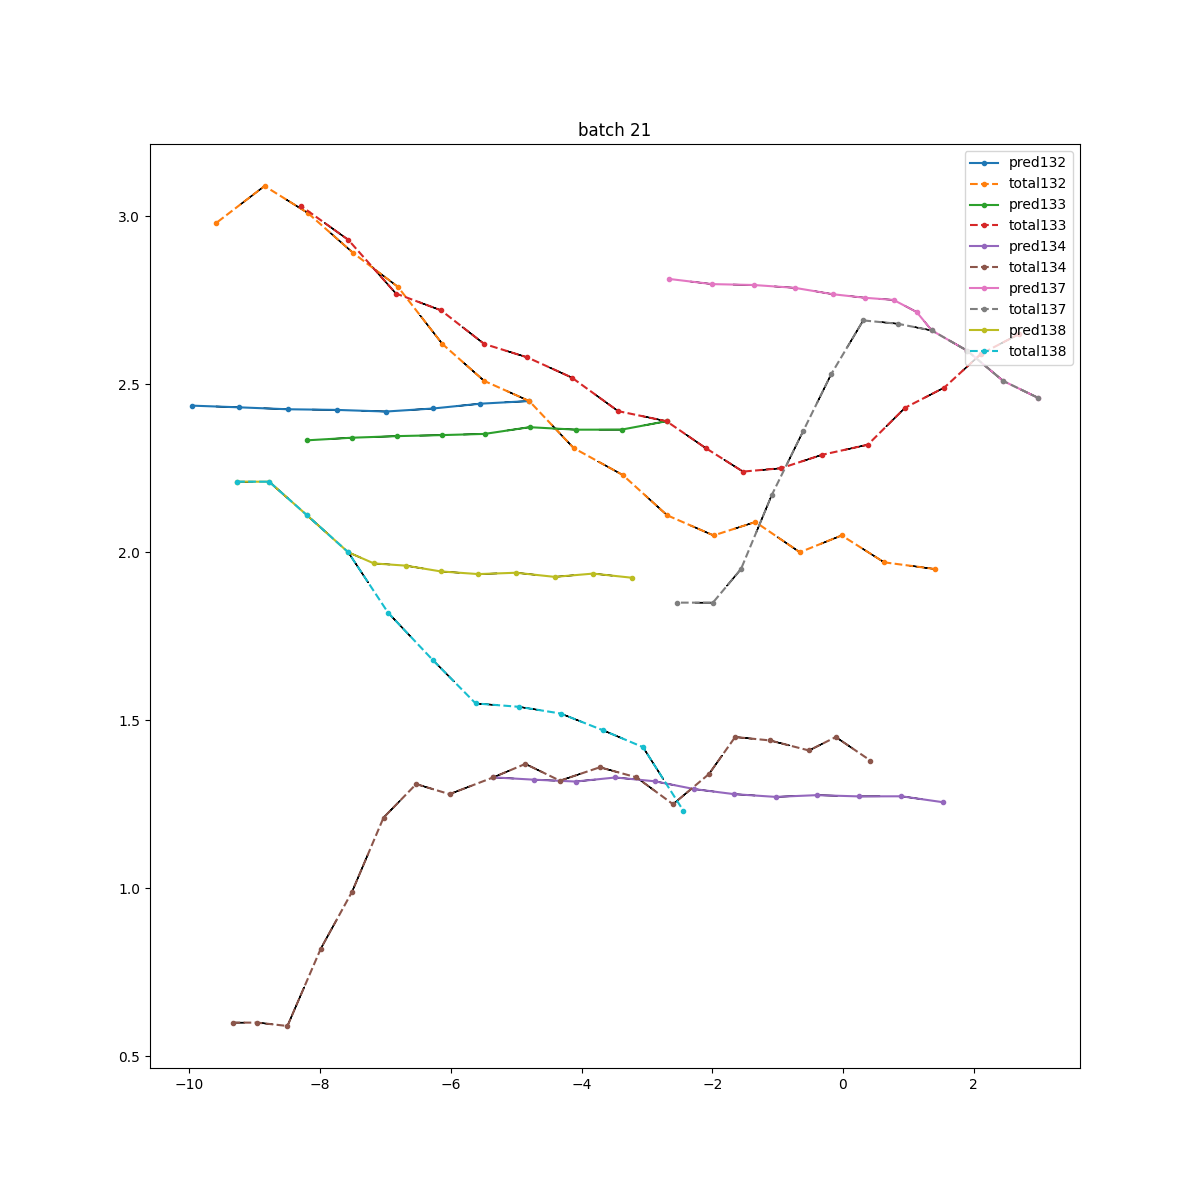 batch 21
pred132
total132
pred133
total133
pred134
total134
pred137
total137
pred138
total138
3.0
2.5
2.0
1.5
1.0
0.5
−10 −8 −6 −4 −2 0 2